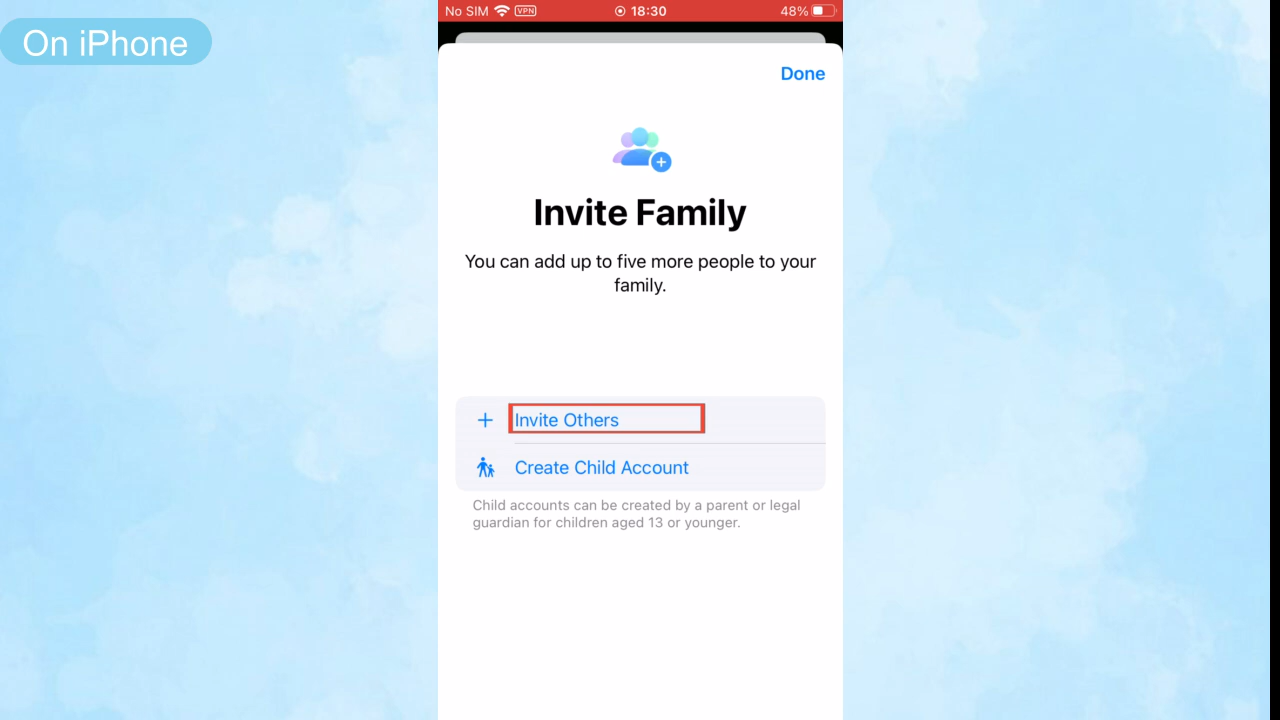 On iPhone
No SIM VPN 18:30 48%
Done
Invite Family
You can add up to five more people to your
family.
Invite Others
Create Child Account
Child accounts can be created by a parent or legal
guardian for children aged 13 or younger.